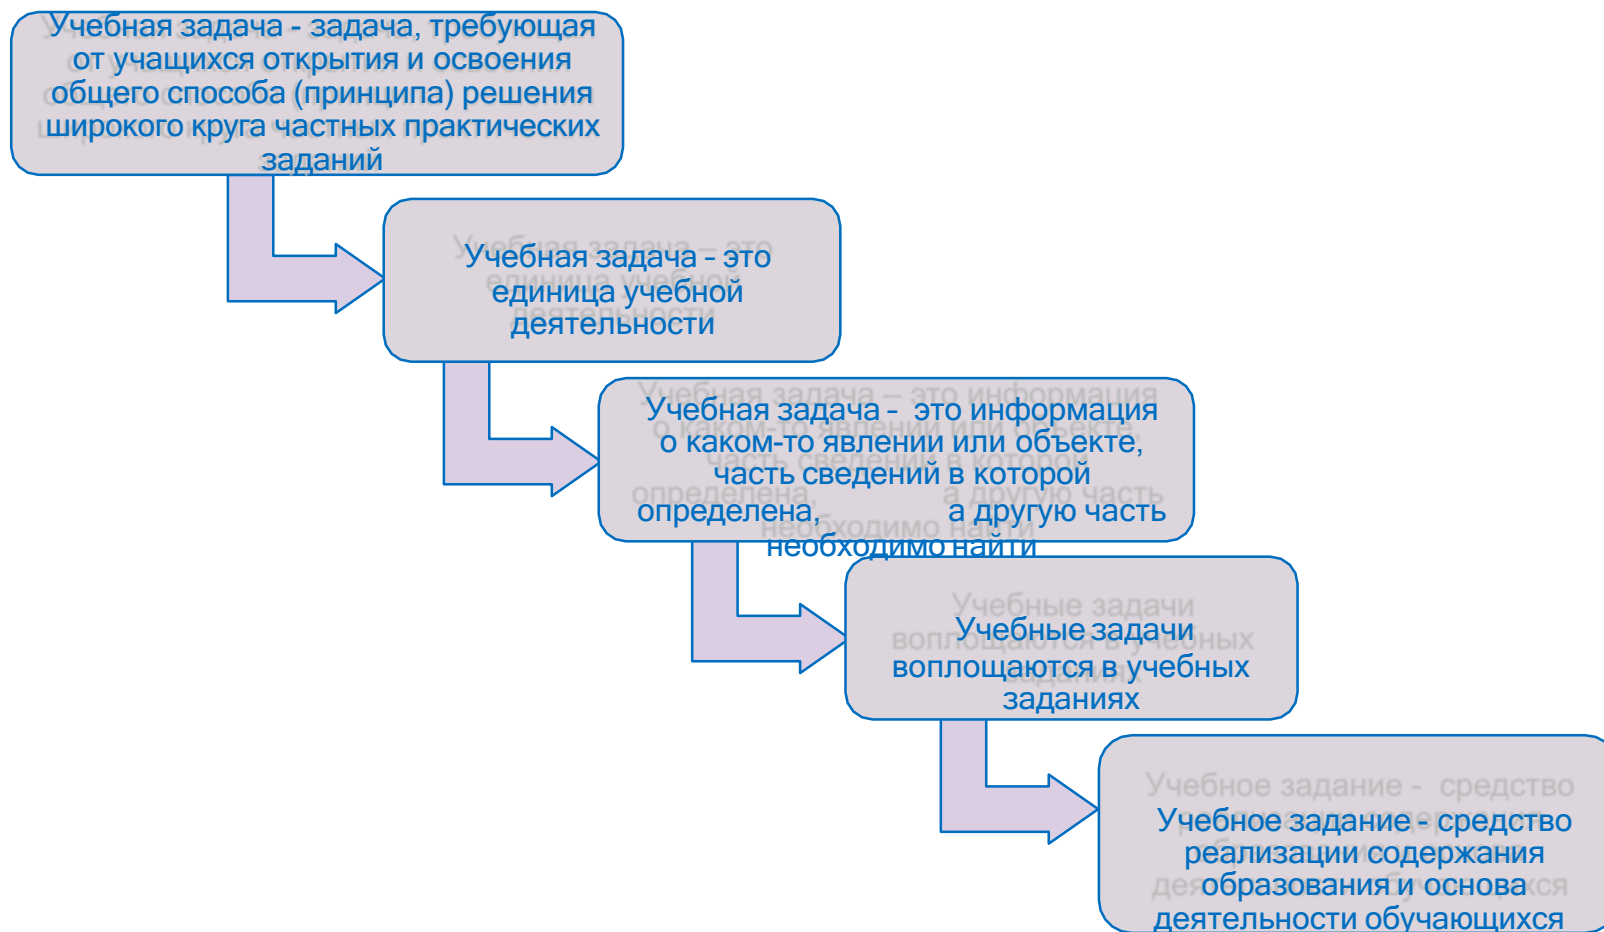 Учебная задача - задача, требующая
от учащихся открытия и освоения
общего способа (принципа) решения
широкого круга частных практических
заданий
Учебная задача - это
единица учебной
деятельности
Учебная задача - это информация
о каком-то явлении или объекте,
часть сведений в которой
определена, а другую часть
необходимо найти
Учебные задачи
воплощаются в учебных
заданиях
Учебное задание - средство
реализации содержания
образования и основа
деятельности обучающихся